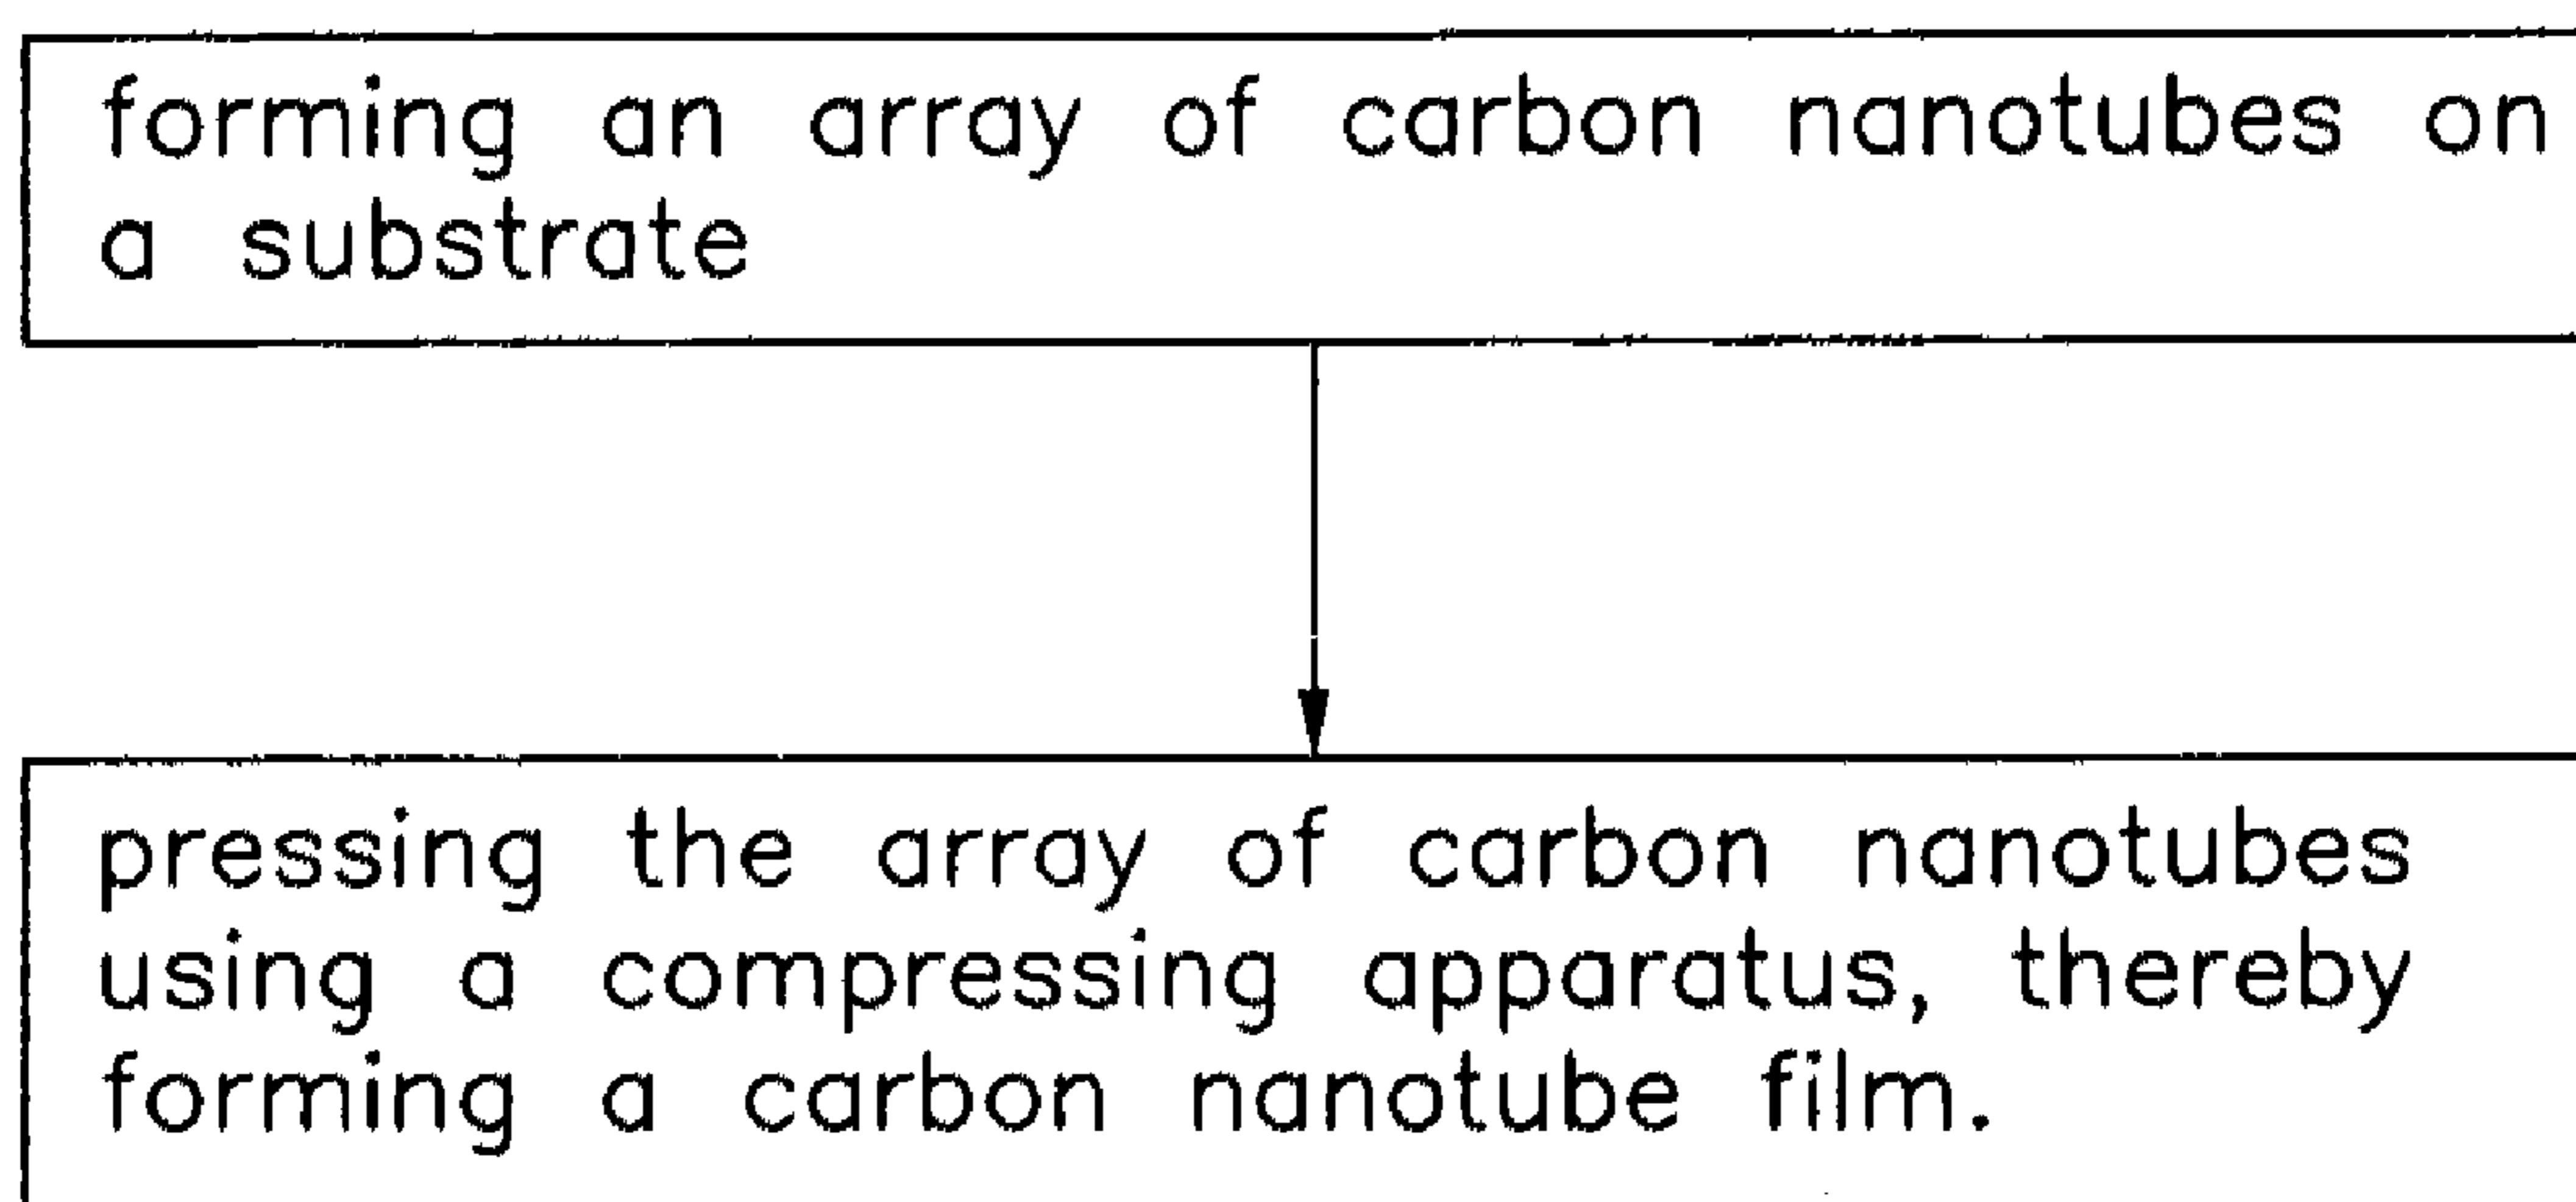 forming an array of carbon nanotubes on
a substrate
pressing the array of carbon nanotubes
using a compressing apparatus, thereby
forming a carbon nanotube film.